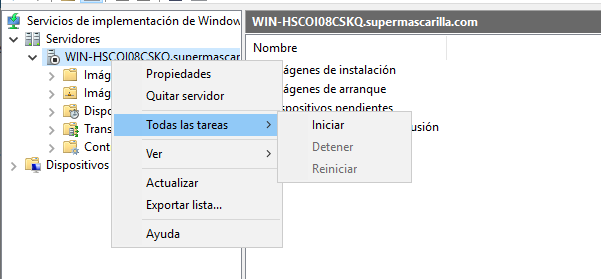 Servicios de implementación de Window
Servidores
WIN-HSCOI08CSKQ.supermascar
Imág
Imág
Dispo
Trans
Cont
Dispositivos
Propiedades
Quitar servidor
Todas las tareas
Ver
Actualizar
Exportar lista...
Ayuda
Iniciar
Detener
Reiniciar
WIN-HSCOI08CSKQ.supermascarilla.com
Nombre
ágenes de instalación
ágenes de arranque
spositivos pendientes
usión